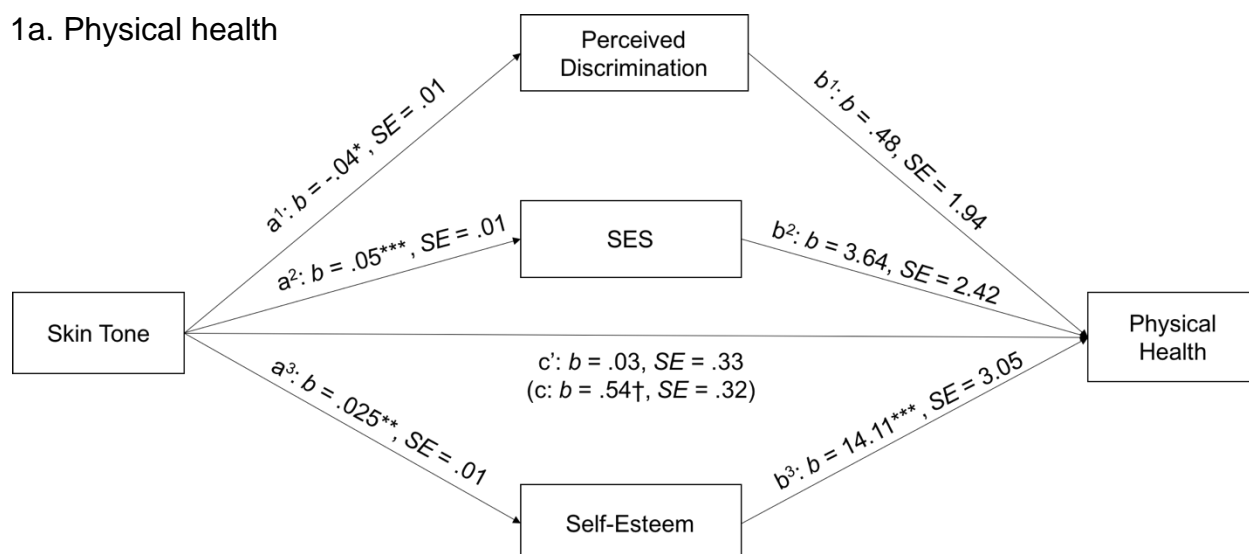 1a. Physical health
Perceived
Discrimination
a¹: b = -.04*, SE = .01
b¹: b = .48, SE = 1.94
SES
a²: b = .05***, SE = .01
b²: b = 3.64, SE = 2.42
Skin Tone
Physical
Health
c’: b = .03, SE = .33
(c: b = .54†, SE = .32)
a³: b = .025**, SE = .01
b³: b = 14.11***, SE = 3.05
Self-Esteem